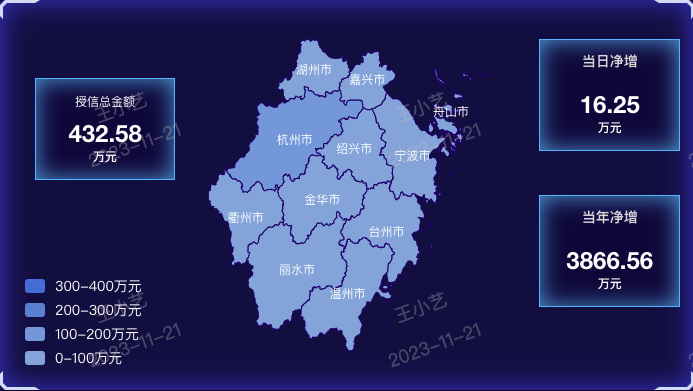 授信总金额
432.58
万元
当日净增
16.25
万元
当年净增
3866.56
万元
湖州市
嘉兴市
舟山市
杭州市
绍兴市
宁波市
金华市
衢州市
台州市
丽水市
温州市
300-400万元
200-300万元
100-200万元
0-100万元
王小艺
2023-11-21
王小艺
2023-11-21
王小艺
2023-11-21
王小艺
2023-11-21